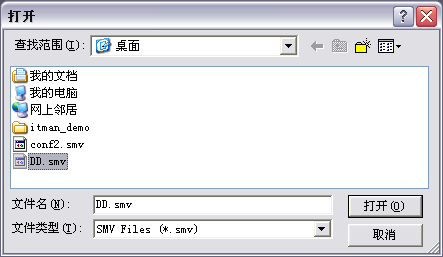 打开
查找范围(I): 桌面
我的文档
我的电脑
网上邻居
itman_demo
conf2.smv
DD.smv
文件名(N): DD.smv 打开(O)
文件类型(T): SMV Files (*.smv) 取消